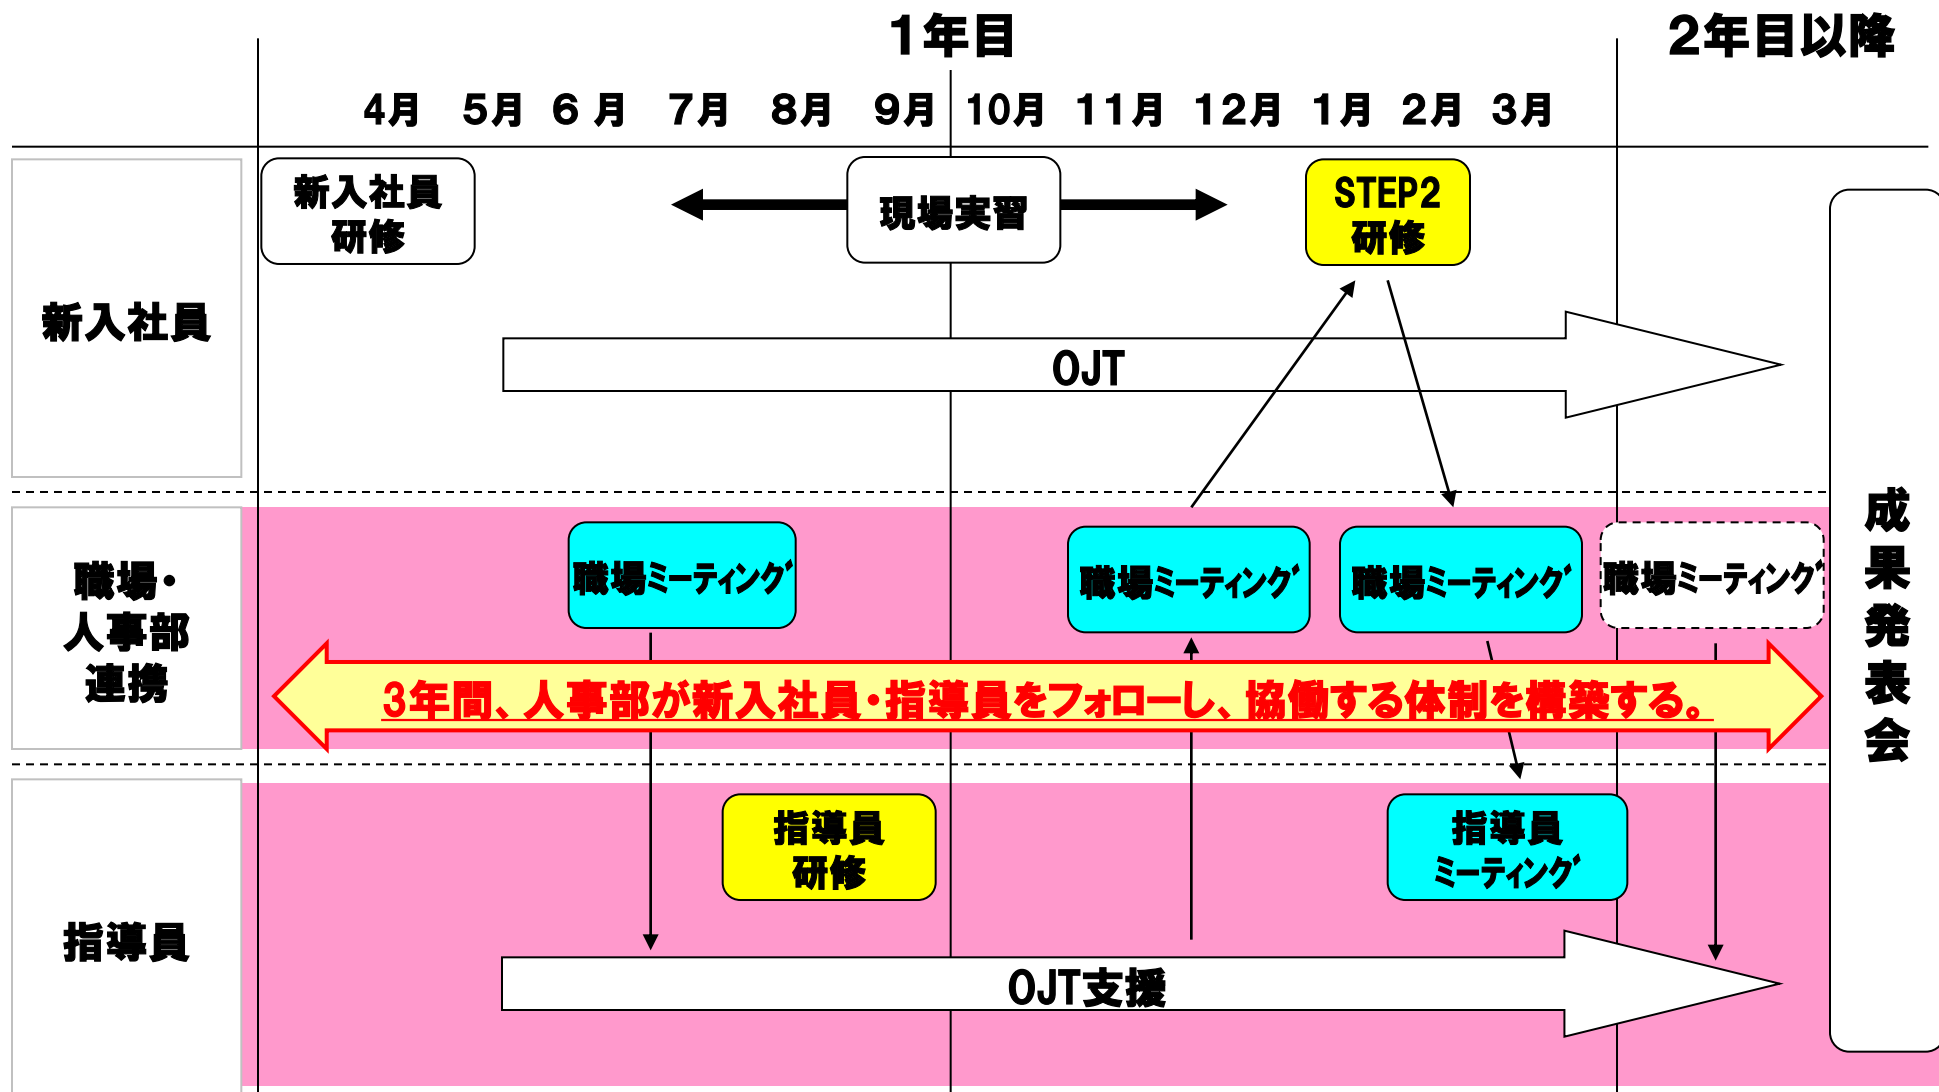 1年目
2年目以降
4月 5月 6 月 7月 8月 9月 10月 11月 12月 1月 2月 3月
新入社員
研修
現場実習
STEP2
研修
新入社員
OJT
職場・
人事部
連携
職場ミーティング
職場ミーティング
職場ミーティング
職場ミーティング
3年間、人事部が新入社員・指導員をフォローし、協働する体制を構築する。
指導員
指導員
研修
指導員
ミーティング
OJT支援
成
果
発
表
会